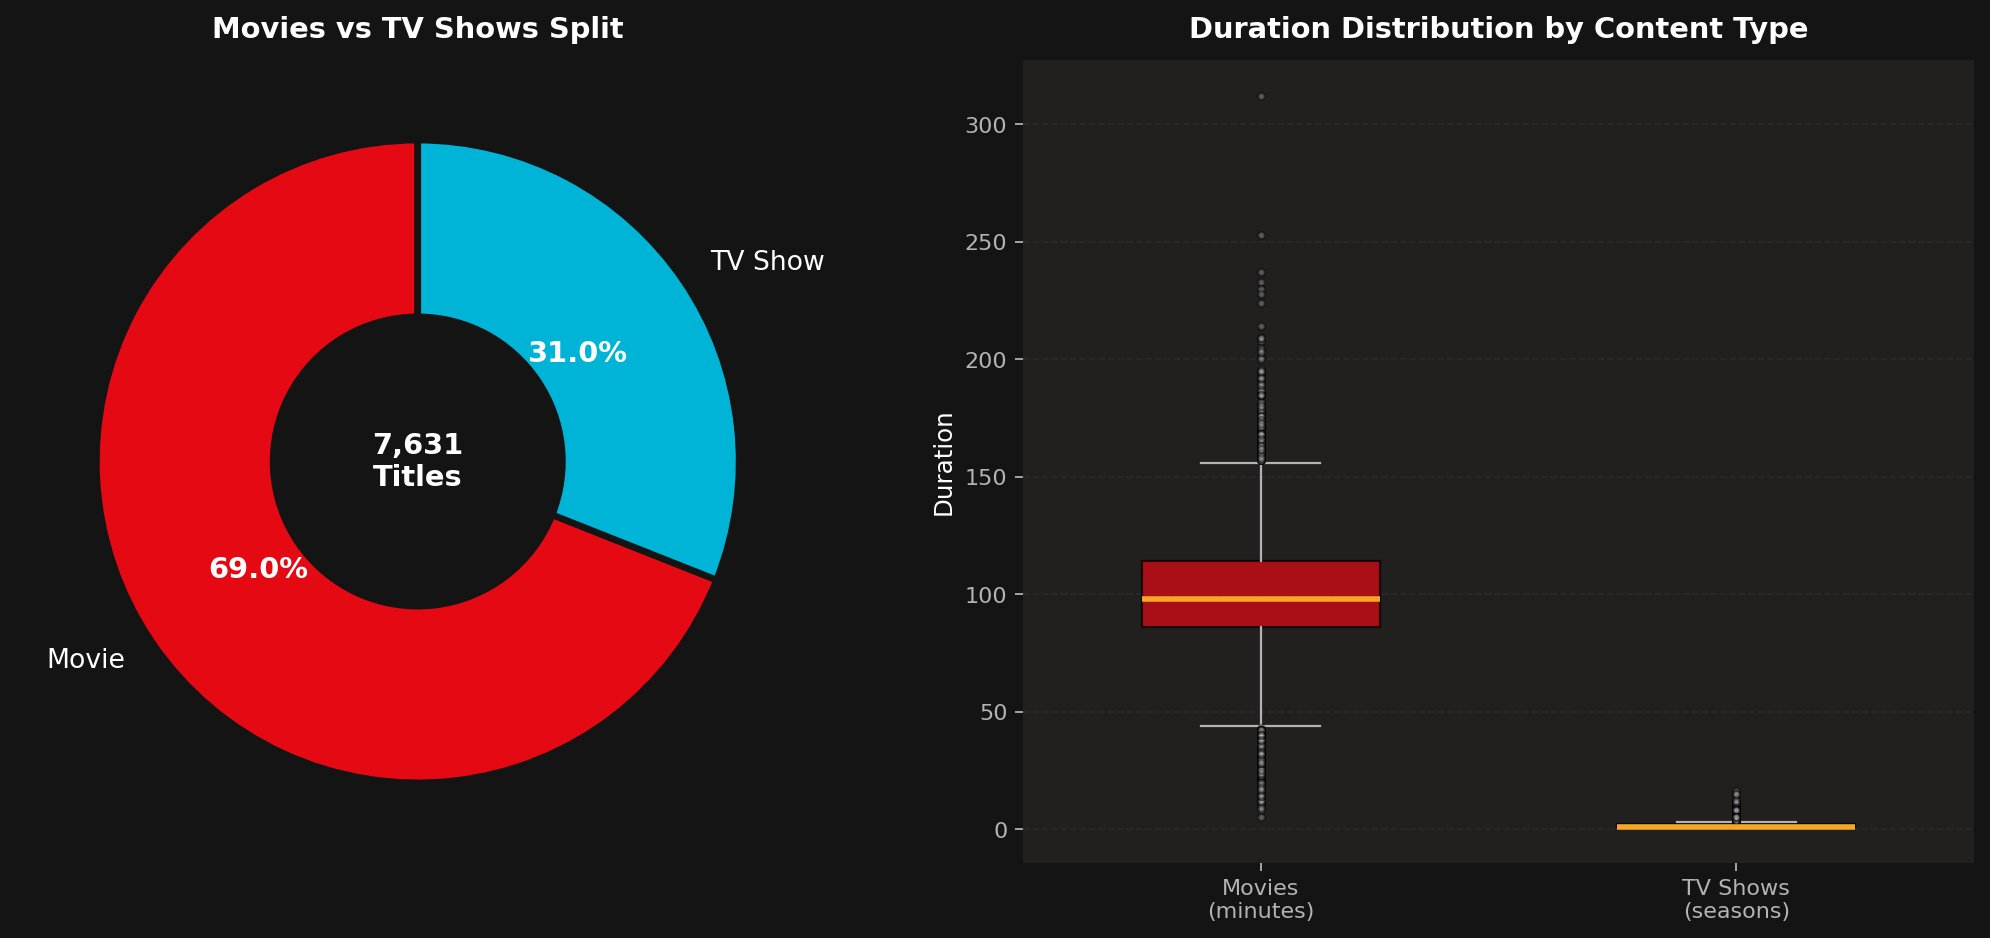 Movies vs TV Shows Split
TV Show
31.0%
7,631
Titles
69.0%
Movie
Duration Distribution by Content Type
Duration
300
250
200
150
100
50
0
Movies
(minutes)
TV Shows
(seasons)